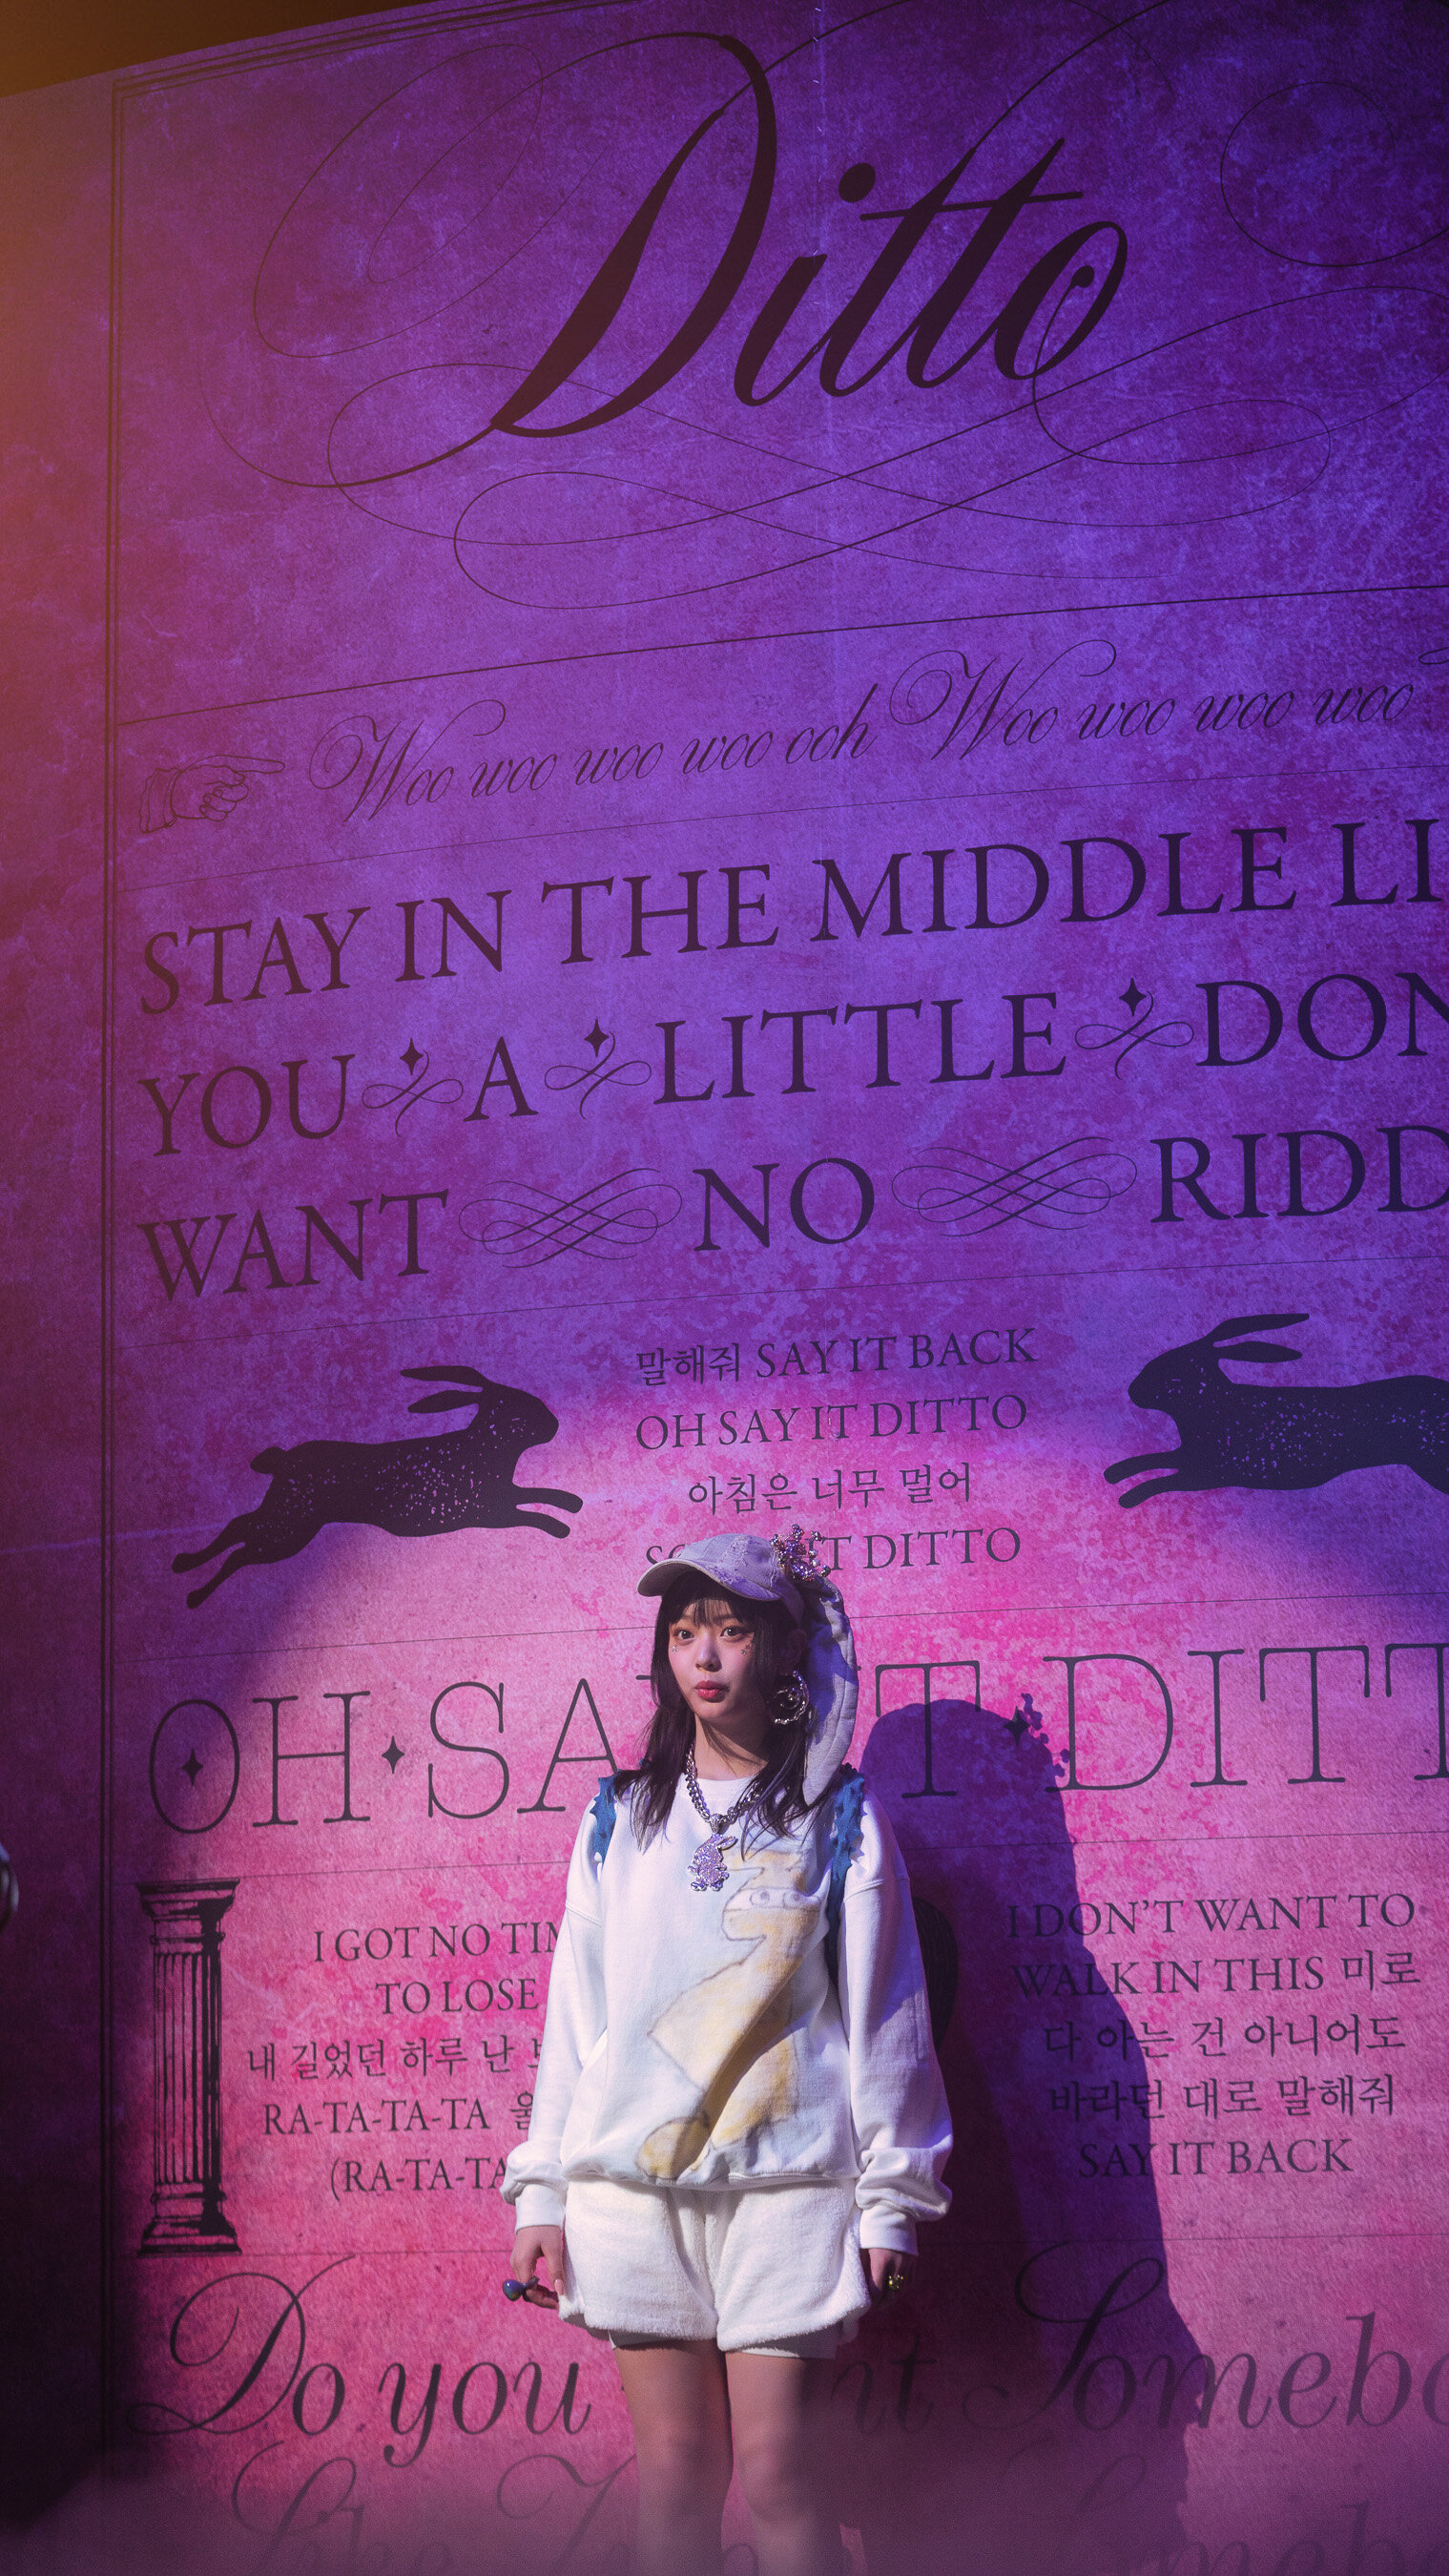 Ditto
Woo woo woo woo ooh Woo woo woo woo
STAY IN THE MIDDLE LI
YOU A LITTLE DON
WANT NO RIDD
말해줘 SAY IT BACK
OH SAY IT DITTO
아침은 너무 멀어
IT DITTO
OH SA T DITT
I GOT NO TIM
TO LOSE
내 길었던 하루 난
RA-TA-TA-TA 울
(RA-TA-TA
I DON'T WANT TO
WALK IN THIS 미로
다 아는 건 아니어도
바라던 대로 말해줘
SAY IT BACK
Do you Somebo
Like